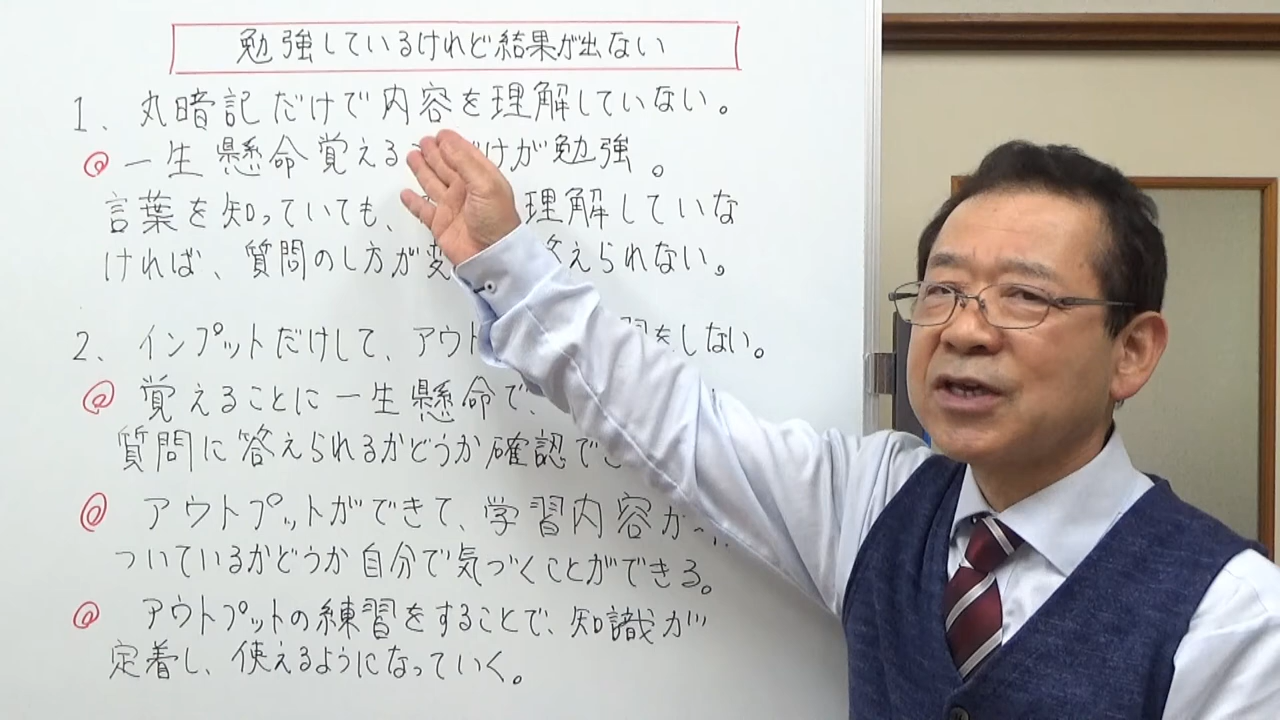 勉強しているけれど結果が出ない
1. 丸暗記だけで内容を理解していない。
@ 一生懸命覚える だけが勉強。
言葉を知っていても、 理解していな
ければ、質問のし方が変 答えられない。
2. インプットだけして、アウト 習をしない。
@ 覚えることに一生懸命で、
質問に答えられるかどうか確認でき
@ アウトプットができて、学習内容が
ついているかどうか自分で気づくことができる。
@ アウトプットの練習をすることで、知識が
定着し、使えるようになっていく。